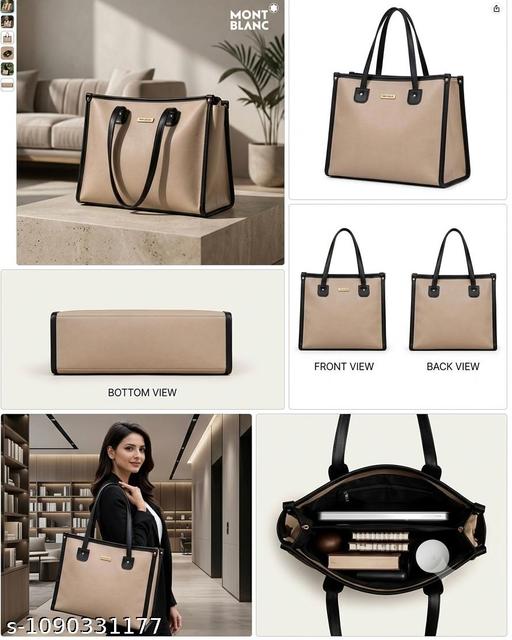 MONT
BLANC
FRONT VIEW
BACK VIEW
BOTTOM VIEW
s-1090331177